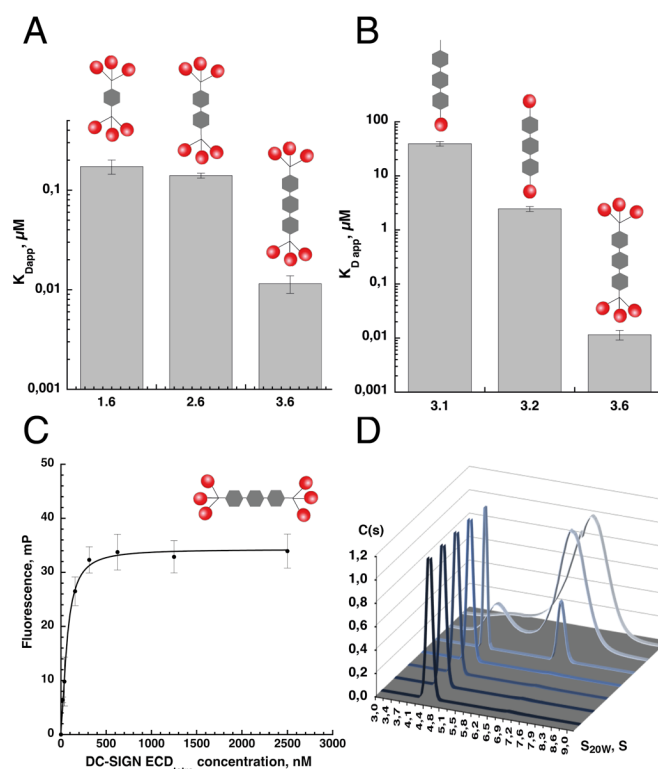 A
B
K_Dapp, µM
0,1
0,01
0,001
1.6 2.6 3.6
K_D app, µM
100
10
1
0,1
0,01
0,001
3.1 3.2 3.6
C
D
Fluorescence, mP
50
40
30
20
10
0
0 500 1000 1500 2000 2500 3000
DC-SIGN ECD concentration, nM
C(s)
1,2
1,0
0,8
0,6
0,4
0,2
0,0
3,0 3,4 3,7 4,1 4,4 4,8 5,1 5,5 5,8 6,2 6,5 6,9 7,2 7,6 7,9 8,3 8,6 9,0
S20W, S